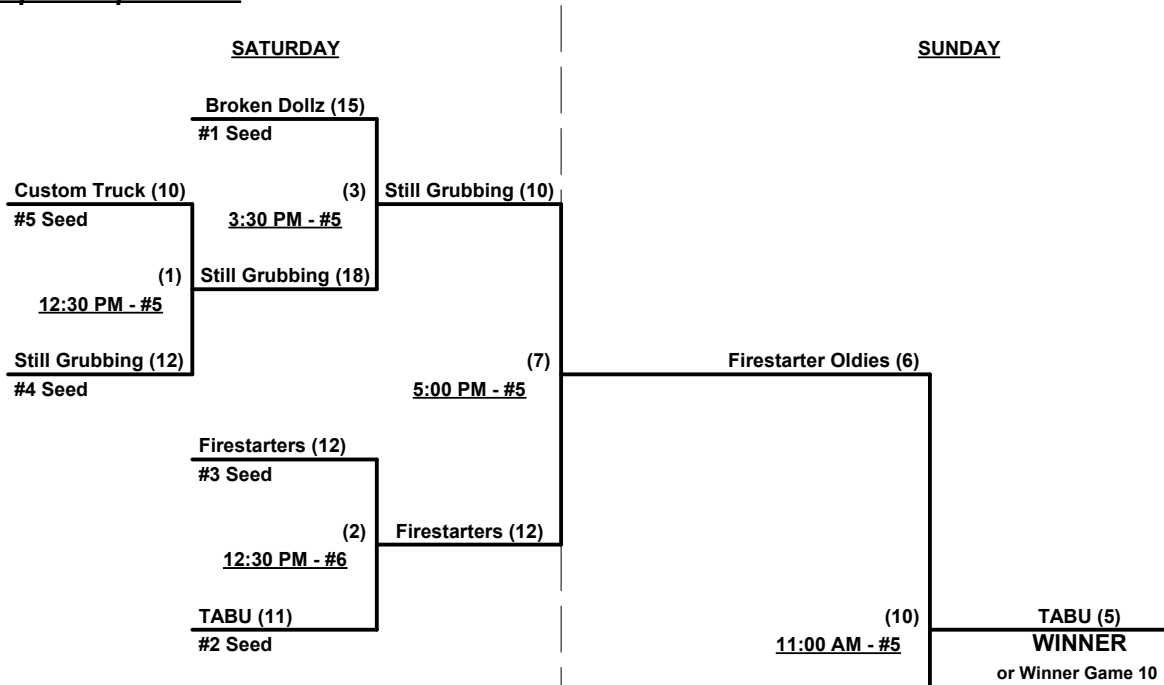 SATURDAY
SUNDAY
Broken Dollz (15)
#1 Seed
Custom Truck (10)
(3)
Still Grubbing (10)
#5 Seed
3:30 PM - #5
(1)
Still Grubbing (18)
12:30 PM - #5
Still Grubbing (12)
(7)
Firestarter Oldies (6)
#4 Seed
5:00 PM - #5
Firestarters (12)
#3 Seed
(2)
Firestarters (12)
12:30 PM - #6
TABU (11)
(10)
TABU (5)
#2 Seed
11:00 AM - #5
WINNER
or Winner Game 10